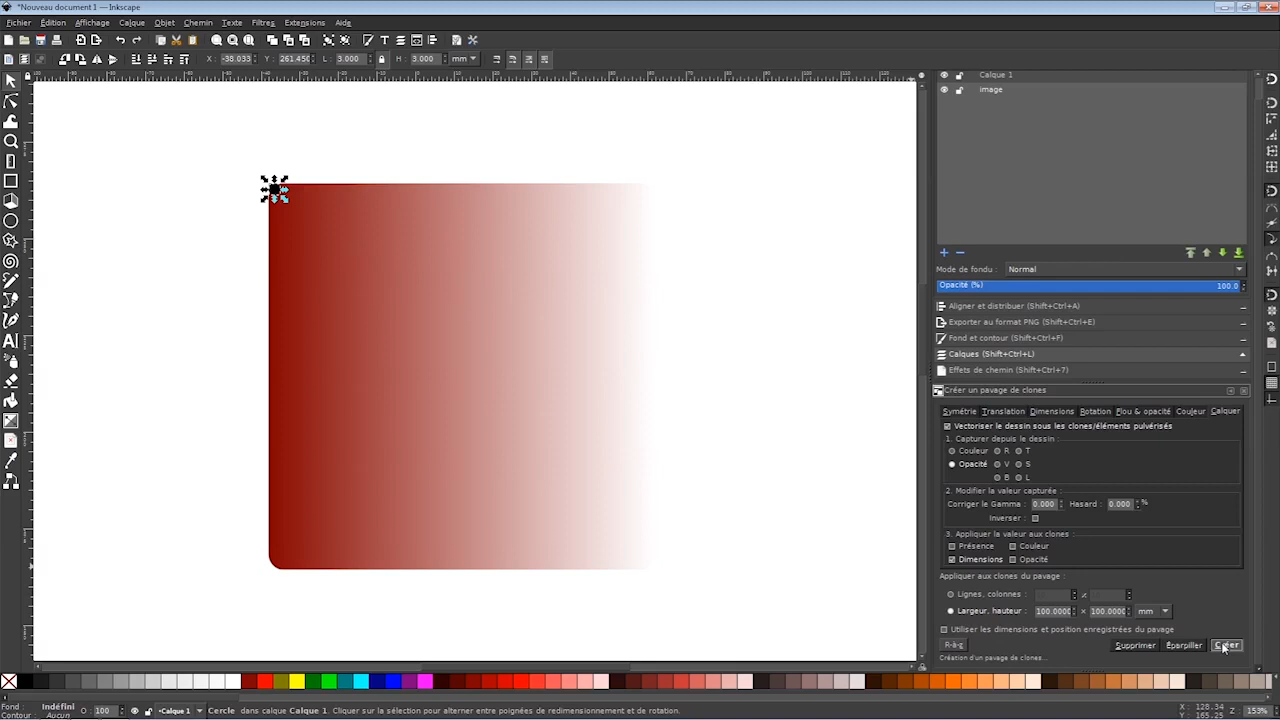 *Nouveau document 1 — Inkscape
Fichier Édition Affichage Calque Objet Chemin Filtres Texte Extensions Aide
X : -38.033 Y : 261.450 L : 3.000 H : 3.000 mm
Calque 1
image
Mode de fondu : Normal
Opacité (%) 100.0
Aligner et distribuer (Shift+Ctrl+A)
Exporter au format PNG (Shift+Ctrl+E)
Fond et contour (Shift+Ctrl+F)
Calques (Shift+Ctrl+L)
Effets de chemin (Shift+Ctrl+7)
Créer un pavage de clones
Symétrie Translation Dimensions Rotation Flou & opacité Couleur Calquer
Vectoriser le dessin sous les clones/éléments pulvérisés
1. Capturer depuis le dessin :
Couleur R T
Opacité V S
B L
2. Modifier la valeur capturée :
Corriger le Gamma : 0.000 Hasard : 0.000 %
Inverser :
3. Appliquer la valeur aux clones :
Présence Couleur
Dimensions Opacité
Appliquer aux clones du pavage :
Lignes, colonnes : ×
Largeur, hauteur : 100.0000 × 100.0000 mm
Utiliser les dimensions et position enregistrées du pavage
R-à-z Supprimer Éparpiller Créer
Création d'un pavage de clones...
Fond : Indéfini O : 100 Calque 1 Cercle dans calque Calque 1. Cliquer sur la sélection pour alterner entre poignées de redimensionnement et de rotation. X : 128.34 Z : 153%
Contour : Aucun Y : 165.25